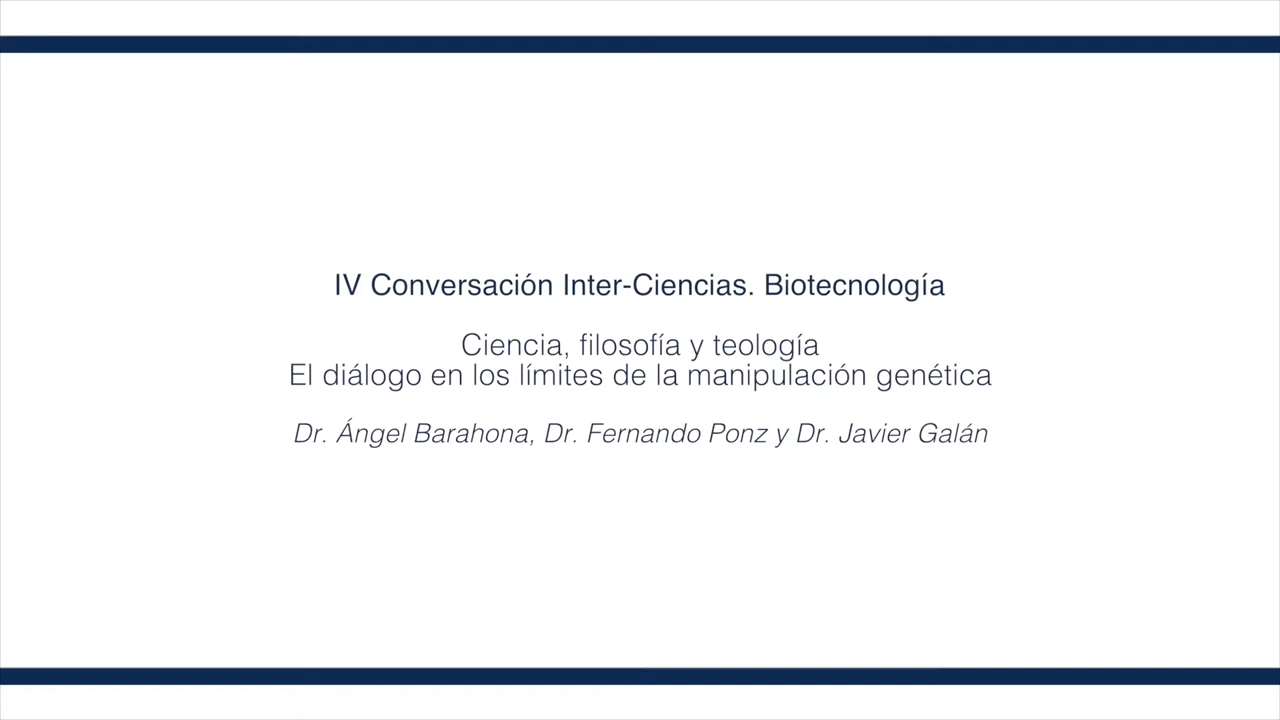 IV Conversación Inter-Ciencias. Biotecnología
Ciencia, filosofía y teología
El diálogo en los límites de la manipulación genética
Dr. Ángel Barahona, Dr. Fernando Ponz y Dr. Javier Galán